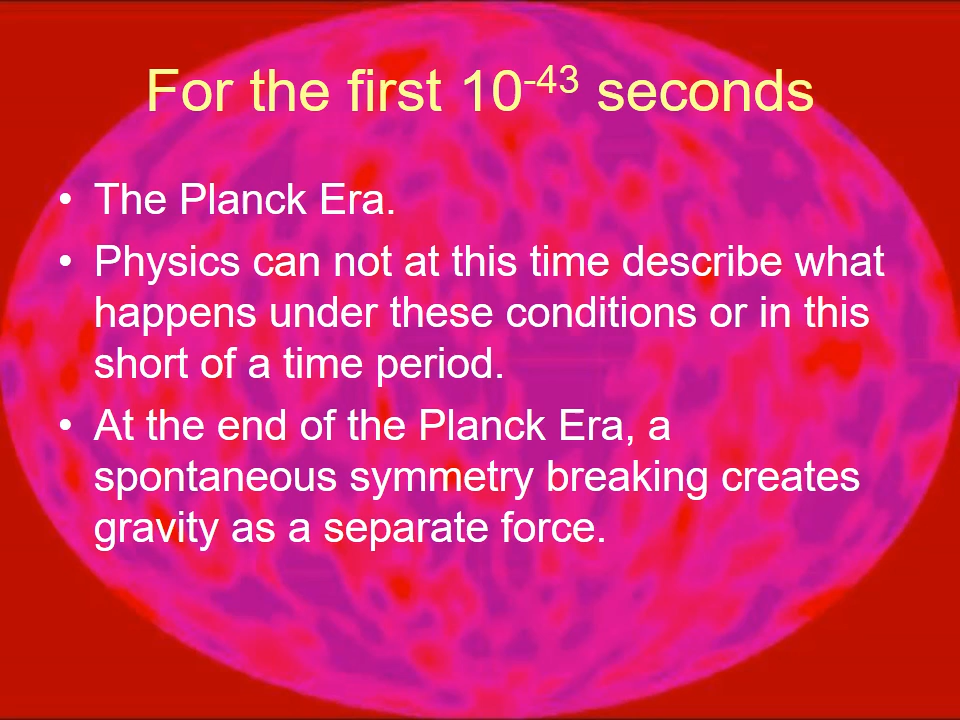 For the first 10⁻⁴³ seconds
• The Planck Era.
• Physics can not at this time describe what
happens under these conditions or in this
short of a time period.
• At the end of the Planck Era, a
spontaneous symmetry breaking creates
gravity as a separate force.